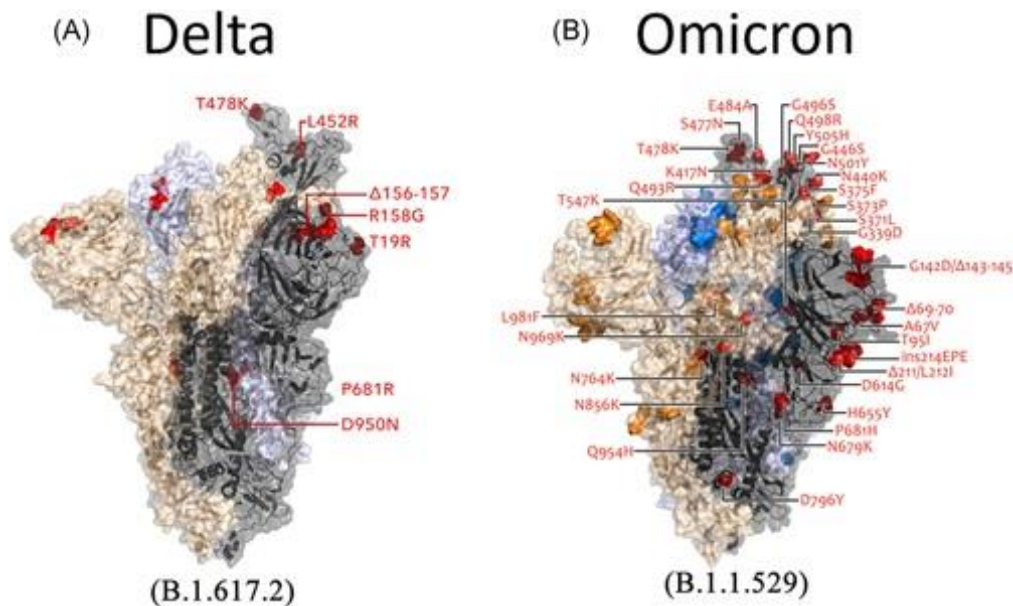 (A) Delta
T478K
L452R
Δ156-157
R158G
T19R
P681R
D950N
(B.1.617.2)
(B) Omicron
E484A
S477N
T478K
K417N
Q493R
T547K
G496S
Q498R
Y505H
G446S
N501Y
N440K
S375F
S373P
S371L
G339D
G142D/Δ143-145
Δ69-70
A67V
T95I
ins214EPE
Δ211/L212I
D614G
H655Y
P681H
N679K
D796Y
L981F
N969K
N764K
N856K
Q954H
(B.1.1.529)